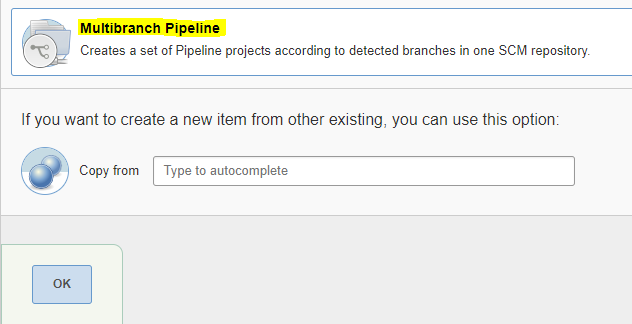 Multibranch Pipeline
Creates a set of Pipeline projects according to detected branches in one SCM repository.
If you want to create a new item from other existing, you can use this option:
Copy from
Type to autocomplete
OK